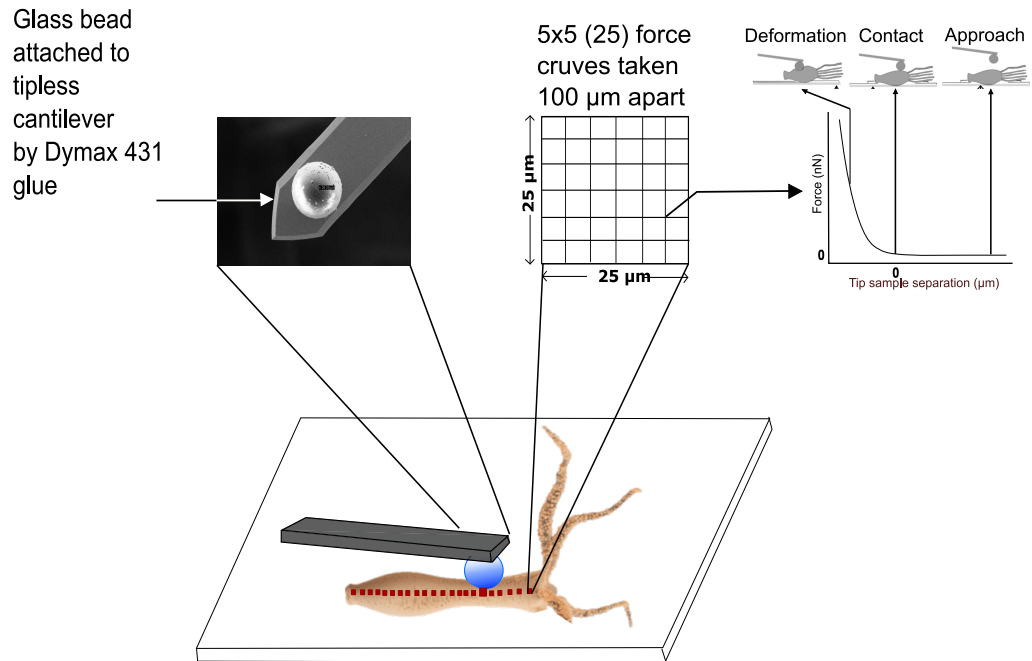 Glass bead
attached to
tipless
cantilever
by Dymax 431
glue
5x5 (25) force
cruves taken
100 µm apart
25 µm
25 µm
Deformation
Contact
Approach
Force (nN)
0
0
Tip sample separation (µm)